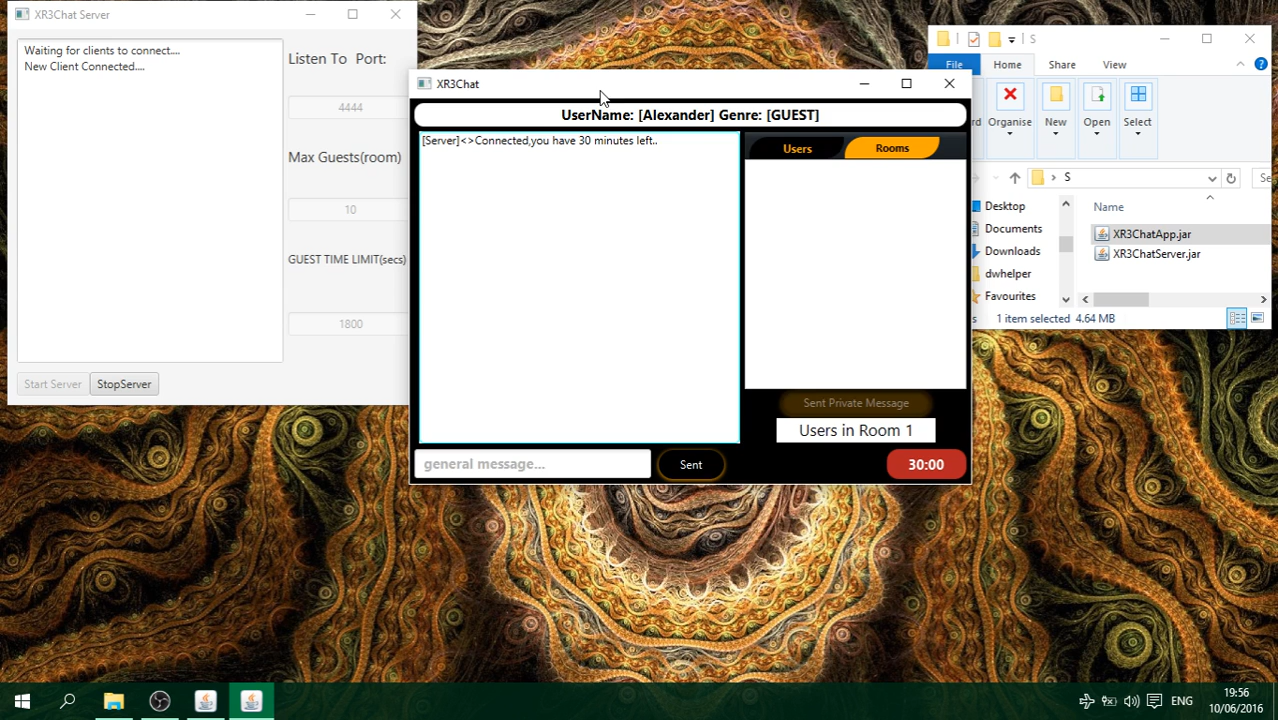 XR3Chat Server
Waiting for clients to connect....
New Client Connected....
Listen To Port:
4444
Max Guests(room)
10
GUEST TIME LIMIT(secs)
1800
Start Server
StopServer
XR3Chat
UserName: [Alexander] Genre: [GUEST]
[Server]<>Connected,you have 30 minutes left..
Users
Rooms
Sent Private Message
Users in Room 1
general message...
Sent
30:00
S
File
Home
Share
View
Organise
New
Open
Select
S
Desktop
Documents
Downloads
dwhelper
Favourites
Name
XR3ChatApp.jar
XR3ChatServer.jar
1 item selected 4.64 MB
ENG
19:56
10/06/2016